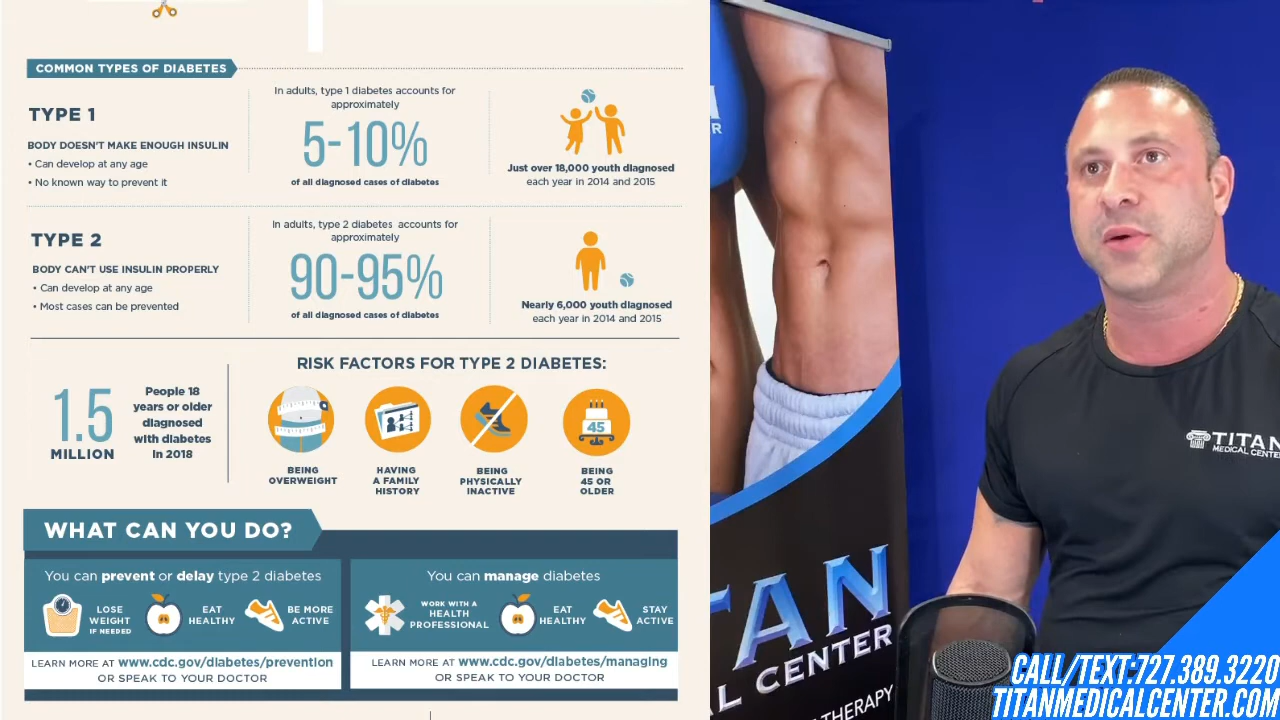 COMMON TYPES OF DIABETES
TYPE 1
BODY DOESN'T MAKE ENOUGH INSULIN
• Can develop at any age
• No known way to prevent it
In adults, type 1 diabetes accounts for
approximately
5-10%
of all diagnosed cases of diabetes
Just over 18,000 youth diagnosed
each year in 2014 and 2015
TYPE 2
BODY CAN'T USE INSULIN PROPERLY
• Can develop at any age
• Most cases can be prevented
In adults, type 2 diabetes accounts for
approximately
90-95%
of all diagnosed cases of diabetes
Nearly 6,000 youth diagnosed
each year in 2014 and 2015
1.5
MILLION
People 18
years or older
diagnosed
with diabetes
in 2018
RISK FACTORS FOR TYPE 2 DIABETES:
BEING
OVERWEIGHT
HAVING
A FAMILY
HISTORY
BEING
PHYSICALLY
INACTIVE
45
BEING
45 OR
OLDER
WHAT CAN YOU DO?
You can prevent or delay type 2 diabetes
LOSE
WEIGHT
IF NEEDED
EAT
HEALTHY
BE MORE
ACTIVE
LEARN MORE AT www.cdc.gov/diabetes/prevention
OR SPEAK TO YOUR DOCTOR
You can manage diabetes
WORK WITH A
HEALTH
PROFESSIONAL
EAT
HEALTHY
STAY
ACTIVE
LEARN MORE AT www.cdc.gov/diabetes/managing
OR SPEAK TO YOUR DOCTOR
R
TAN
L CENTER
THERAPY
TITAN
MEDICAL CENTE
CALL/TEXT:727.389.3220
TITANMEDICALCENTER.COM